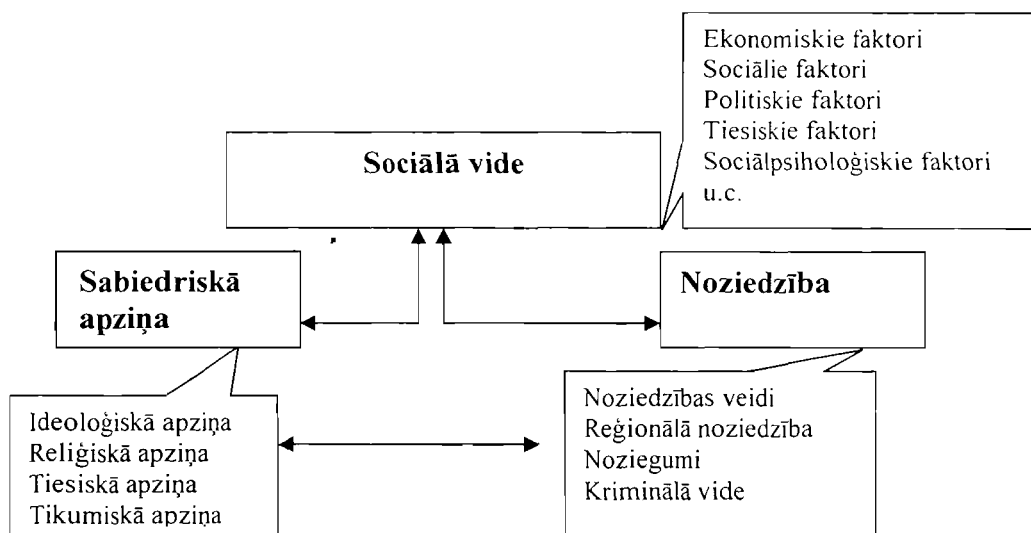 Ekonomiskie faktori
Sociālie faktori
Politiskie faktori
Tiesiskie faktori
Sociālpsiholoģiskie faktori
u.c.
Sociālā vide
Sabiedriskā
apziņa
Noziedzība
Ideoloģiskā apziņa
Reliģiskā apziņa
Tiesiskā apziņa
Tikumiskā apziņa
Noziedzības veidi
Reģionālā noziedzība
Noziegumi
Kriminālā vide